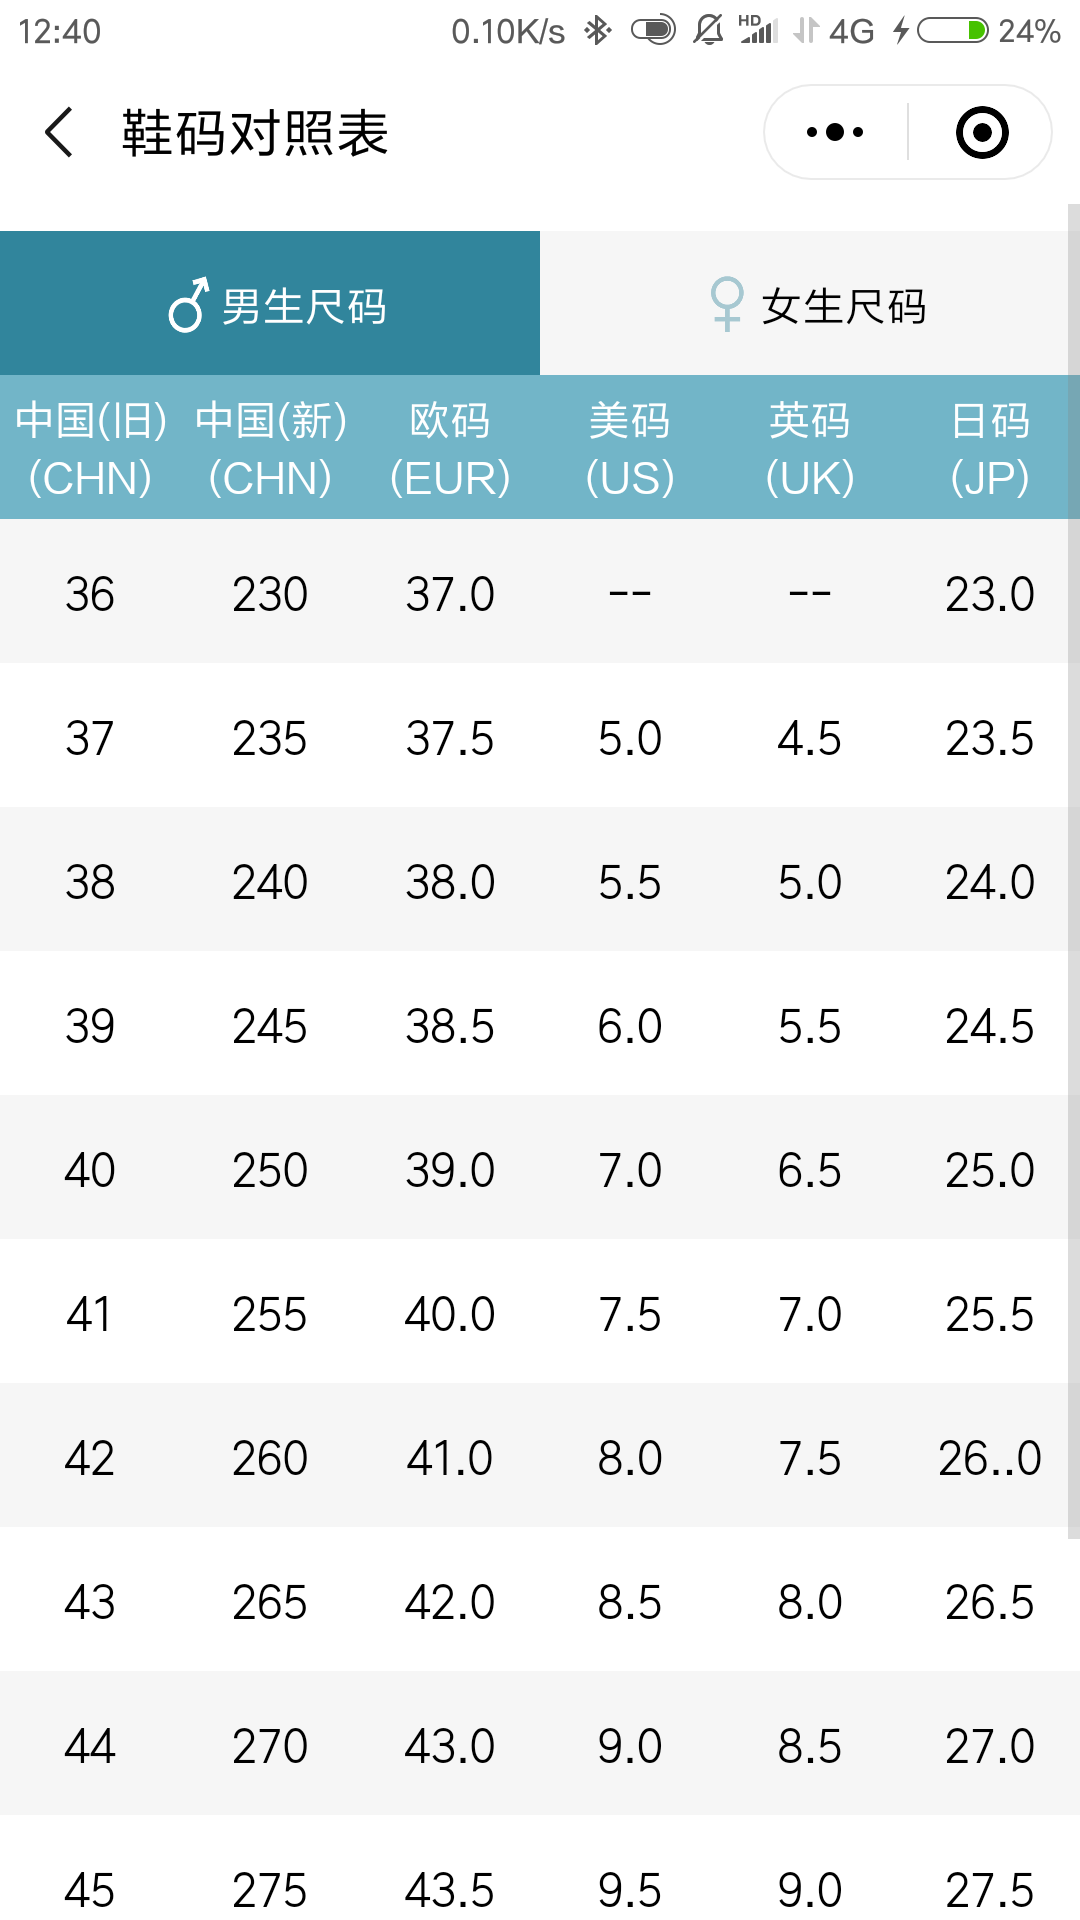 12:40 0.10K/s HD 4G 24%
鞋码对照表
男生尺码 女生尺码
中国(旧) 中国(新) 欧码 美码 英码 日码
(CHN) (CHN) (EUR) (US) (UK) (JP)
36 230 37.0 -- -- 23.0
37 235 37.5 5.0 4.5 23.5
38 240 38.0 5.5 5.0 24.0
39 245 38.5 6.0 5.5 24.5
40 250 39.0 7.0 6.5 25.0
41 255 40.0 7.5 7.0 25.5
42 260 41.0 8.0 7.5 26..0
43 265 42.0 8.5 8.0 26.5
44 270 43.0 9.0 8.5 27.0
45 275 43.5 9.5 9.0 27.5